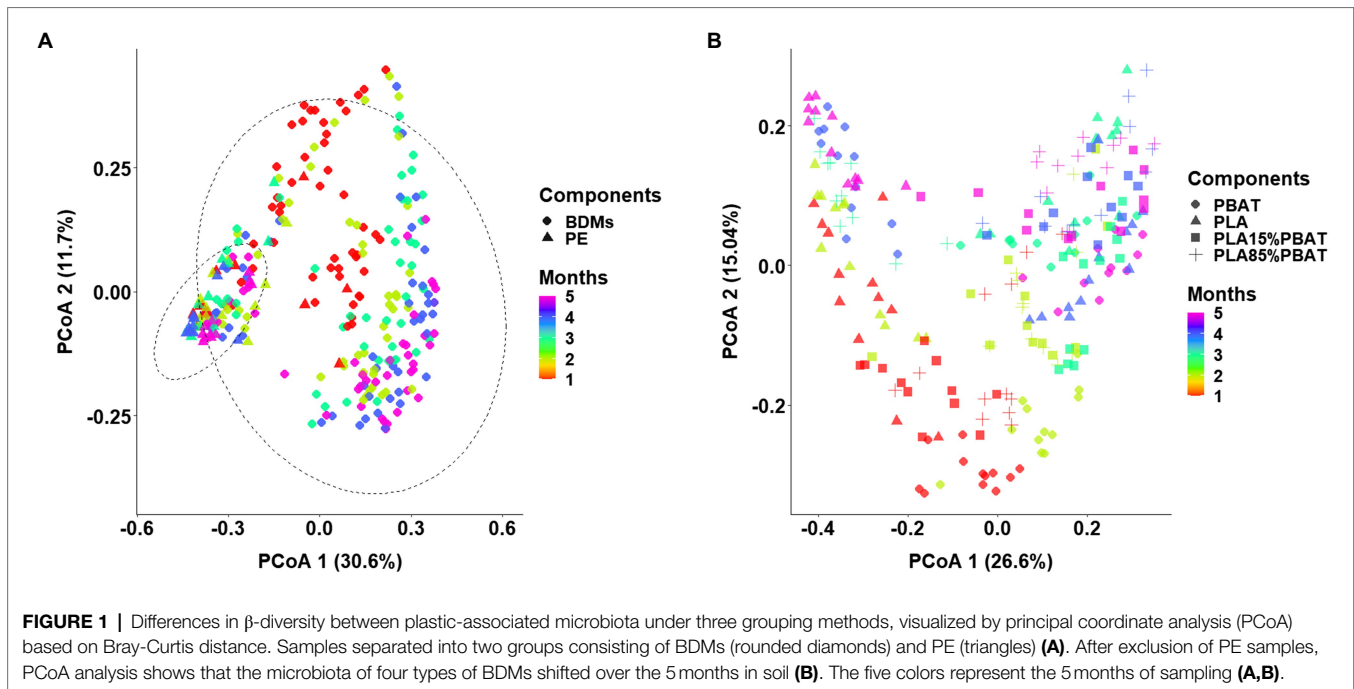 A
B
PCoA 2 (11.7%)
0.25
0.00
-0.25
-0.6
-0.3
0.0
0.3
0.6
PCoA 1 (30.6%)
Components
BDMs
PE
Months
5
4
3
2
1
PCoA 2 (15.04%)
0.2
0.0
-0.2
-0.4
-0.2
0.0
0.2
PCoA 1 (26.6%)
Components
PBAT
PLA
PLA15%PBAT
PLA85%PBAT
Months
5
4
3
2
1
FIGURE 1 | Differences in β-diversity between plastic-associated microbiota under three grouping methods, visualized by principal coordinate analysis (PCoA)
based on Bray-Curtis distance. Samples separated into two groups consisting of BDMs (rounded diamonds) and PE (triangles) (A). After exclusion of PE samples,
PCoA analysis shows that the microbiota of four types of BDMs shifted over the 5 months in soil (B). The five colors represent the 5 months of sampling (A,B).